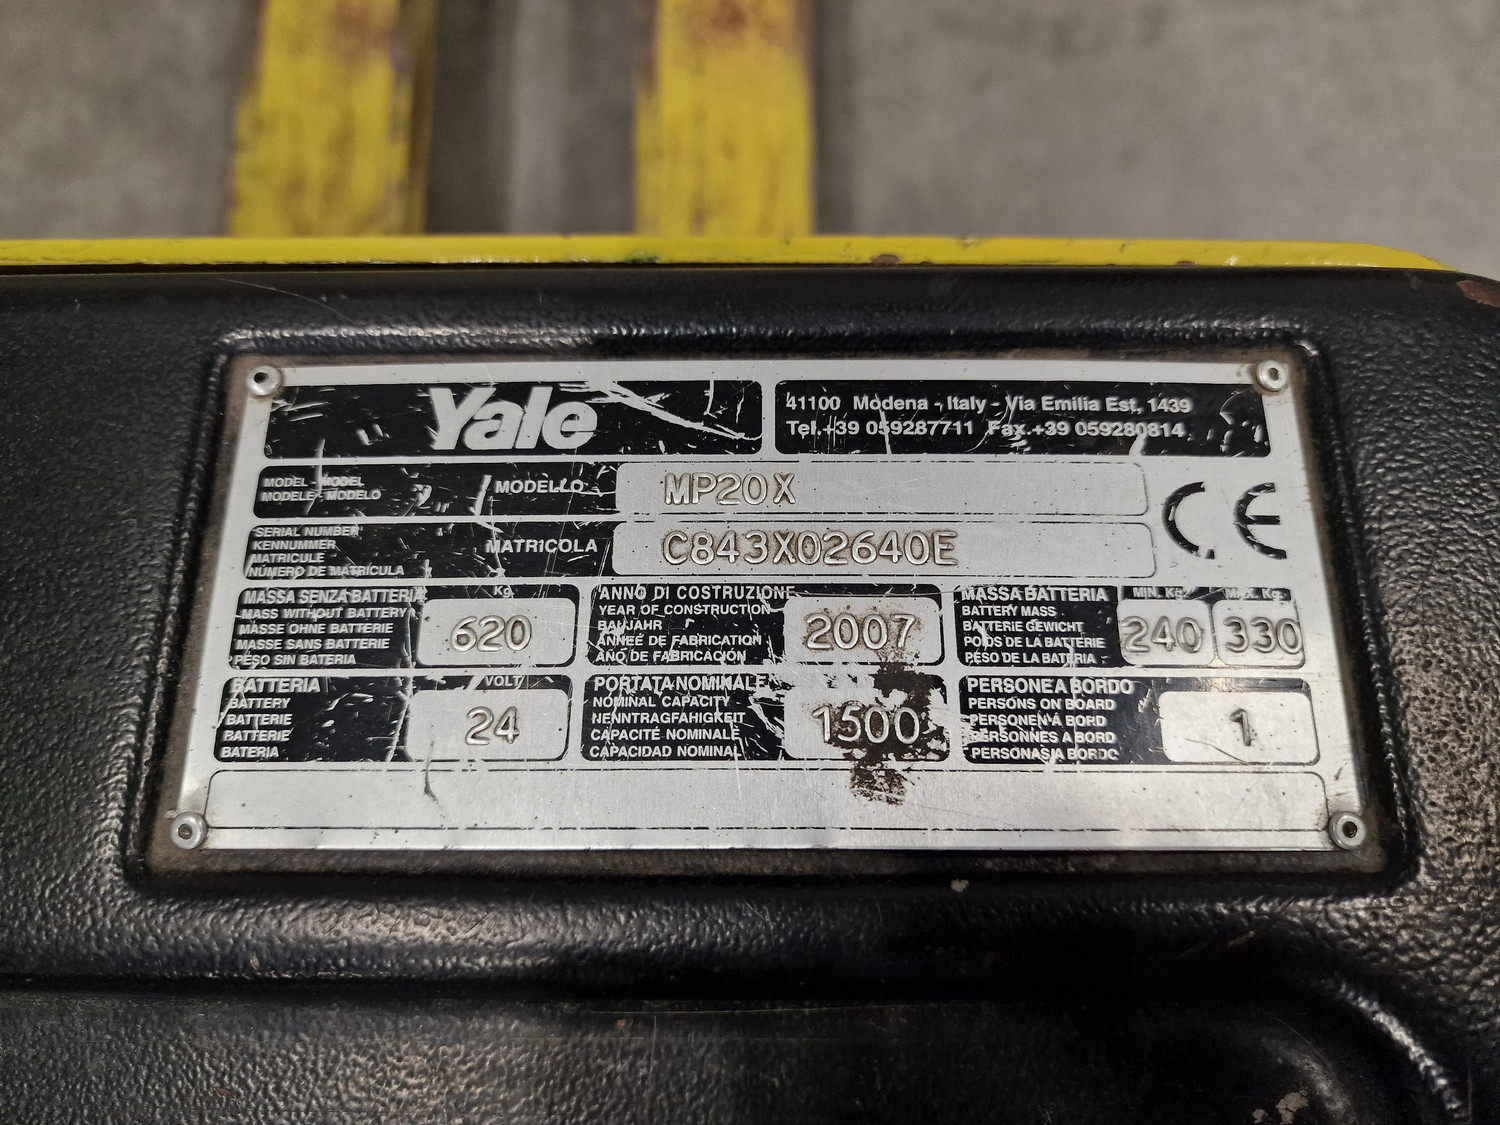 Yale
41100 Modena - Italy - Via Emilia Est, 1439
Tel.+39 059287711 Fax.+39 059280814
MODEL - MODEL
MODELE - MODELO
MODELLO
MP20X
CE
SERIAL NUMBER
KENNUMMER
MATRICULE
NÚMERO DE MATRÍCULA
MATRICOLA
C843X02640E
MASSA SENZA BATTERIA
MASS WITHOUT BATTERY
MASSE OHNE BATTERIE
MASSE SANS BATTERIE
PESO SIN BATERIA
Kg.
620
ANNO DI COSTRUZIONE
YEAR OF CONSTRUCTION
BAUJAHR
ANNÉE DE FABRICATION
AÑO DE FABRICACIÓN
2007
MASSA BATTERIA
BATTERY MASS
BATTERIE GEWICHT
POIDS DE LA BATTERIE
PESO DE LA BATERIA
MIN. Kg.
240
MAX. Kg.
330
BATTERIA
BATTERY
BATTERIE
BATTERIE
BATERIA
VOLT
24
PORTATA NOMINALE
NOMINAL CAPACITY
NENNTRAGFAHIGKEIT
CAPACITÉ NOMINALE
CAPACIDAD NOMINAL
1500
PERSONE A BORDO
PERSONS ON BOARD
PERSONEN A BORD
PERSONNES A BORD
PERSONAS A BORDO
1